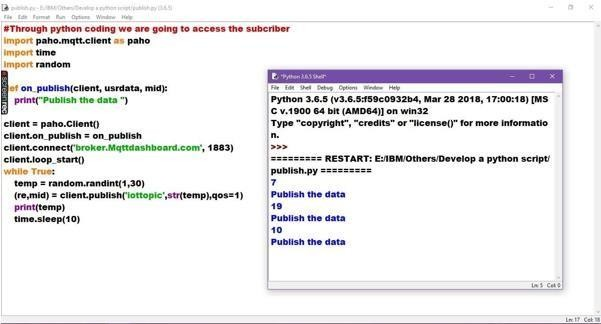 publish.py - E:/IBM/Others/Develop a python script/publish.py (3.6.5)
File Edit Format Run Options Window Help
#Through python coding we are going to access the subcriber
import paho.mqtt.client as paho
import time
import random
def on_publish(client, usrdata, mid):
print("Publish the data ")
client = paho.client()
client.on_publish = on_publish
client.connect('broker.Mqttdashboard.com', 1883)
client.loop_start()
while True:
temp = random.randint(1,30)
(re,mid) = client.publish('iottopic',str(temp),qos=1)
print(temp)
time.sleep(10)
*Python 3.6.5 Shell*
File Edit Shell Debug Options Window Help
Python 3.6.5 (v3.6.5:f59c0932b4, Mar 28 2018, 17:00:18) [MS
C v.1900 64 bit (AMD64)] on win32
Type "copyright", "credits" or "license()" for more informatio
n.
>>>
========= RESTART: E:/IBM/Others/Develop a python script/
publish.py =========
7
Publish the data
19
Publish the data
10
Publish the data
Ln: 5 Col: 0
Ln: 17 Col: 18